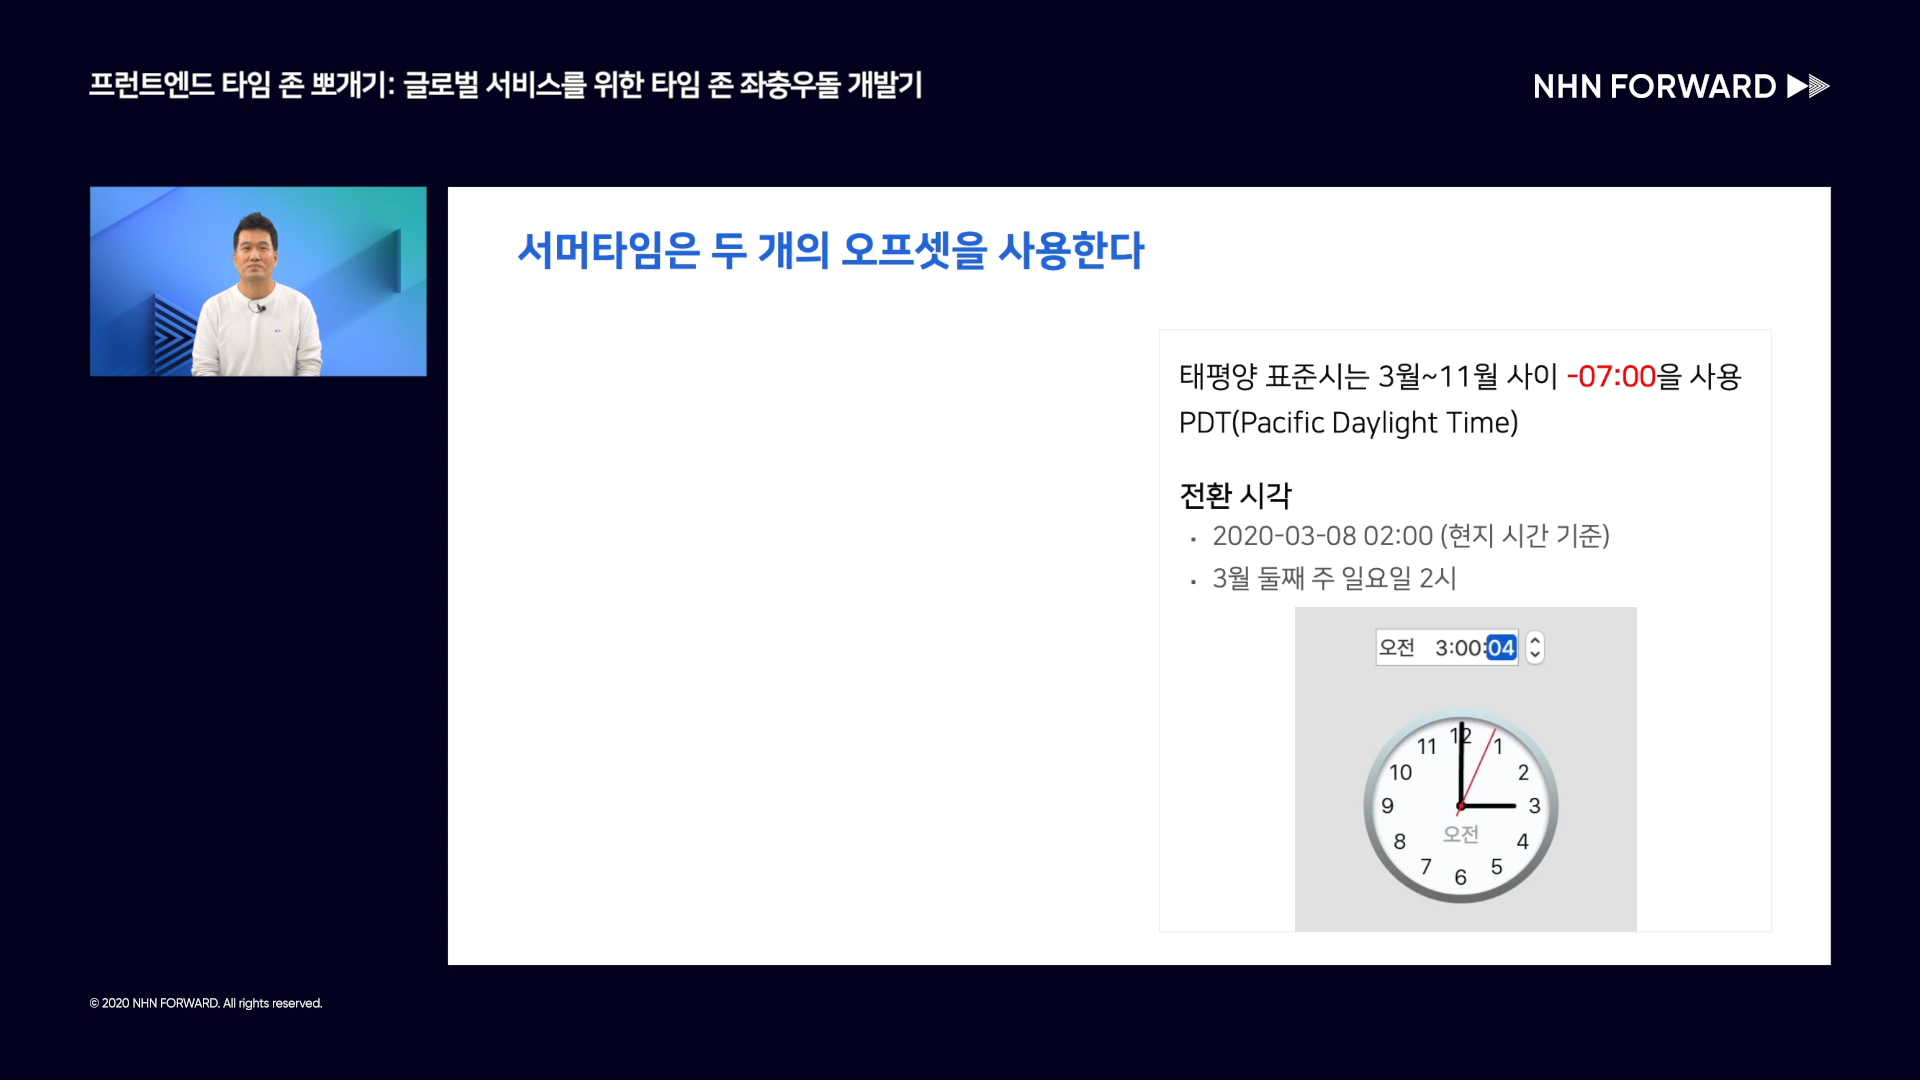 프런트엔드 타임 존 뽀개기: 글로벌 서비스를 위한 타임 존 좌충우돌 개발기
NHN FORWARD
서머타임은 두 개의 오프셋을 사용한다
태평양 표준시는 3월~11월 사이 -07:00을 사용
PDT(Pacific Daylight Time)
전환 시각
· 2020-03-08 02:00 (현지 시간 기준)
· 3월 둘째 주 일요일 2시
오전 3:00:04
12
11 1
10 2
9 3
오전
8 4
7 5
6
© 2020 NHN FORWARD. All rights reserved.